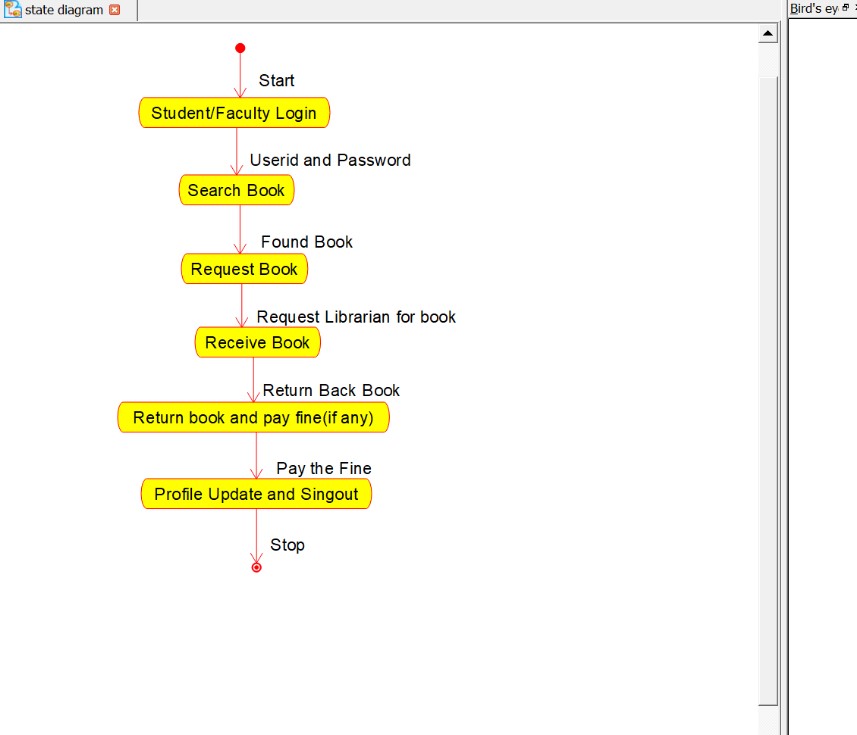 state diagram
Bird's ey
Start
Student/Faculty Login
Userid and Password
Search Book
Found Book
Request Book
Request Librarian for book
Receive Book
Return Back Book
Return book and pay fine(if any)
Pay the Fine
Profile Update and Singout
Stop